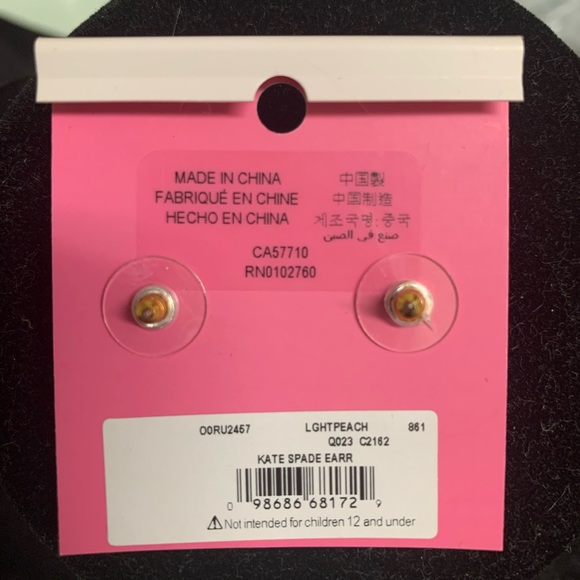 MADE IN CHINA
FABRIQUÉ EN CHINE
HECHO EN CHINA
中国製
中国制造
제조국명:중국
صنع في الصين
CA57710
RN0102760
O0RU2457 LGHTPEACH 861
Q023 C2162
KATE SPADE EARR
0 98686 68172 9
⚠Not intended for children 12 and under